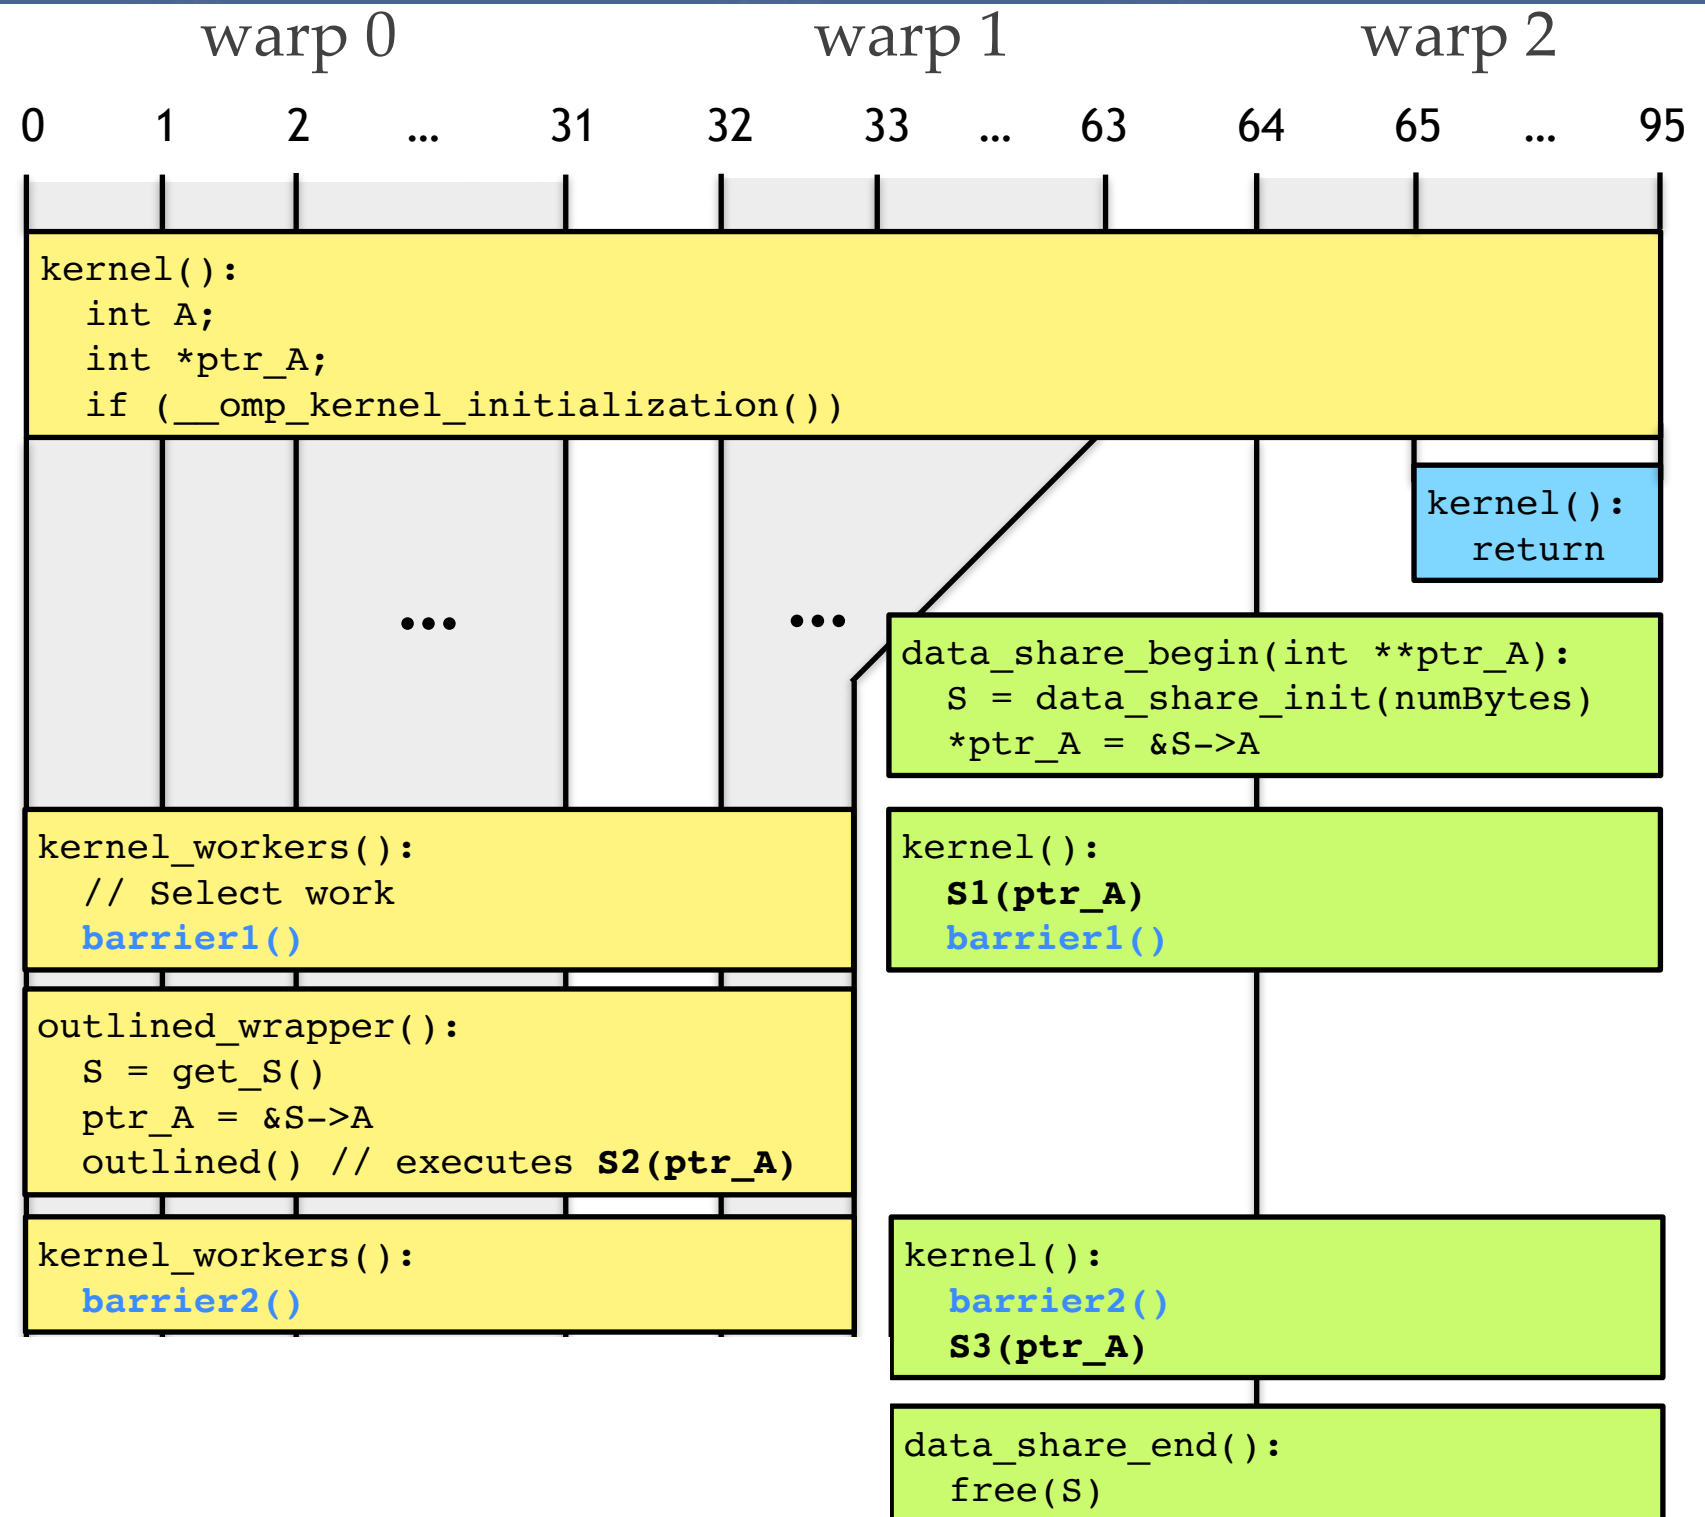 warp 0 warp 1 warp 2
0 1 2 ... 31 32 33 ... 63 64 65 ... 95
kernel():
int A;
int *ptr_A;
if (__omp_kernel_initialization())
kernel():
return
... ...
data_share_begin(int **ptr_A):
S = data_share_init(numBytes)
*ptr_A = &S->A
kernel_workers():
// Select work
barrier1()
kernel():
S1(ptr_A)
barrier1()
outlined_wrapper():
S = get_S()
ptr_A = &S->A
outlined() // executes S2(ptr_A)
kernel_workers():
barrier2()
kernel():
barrier2()
S3(ptr_A)
data_share_end():
free(S)